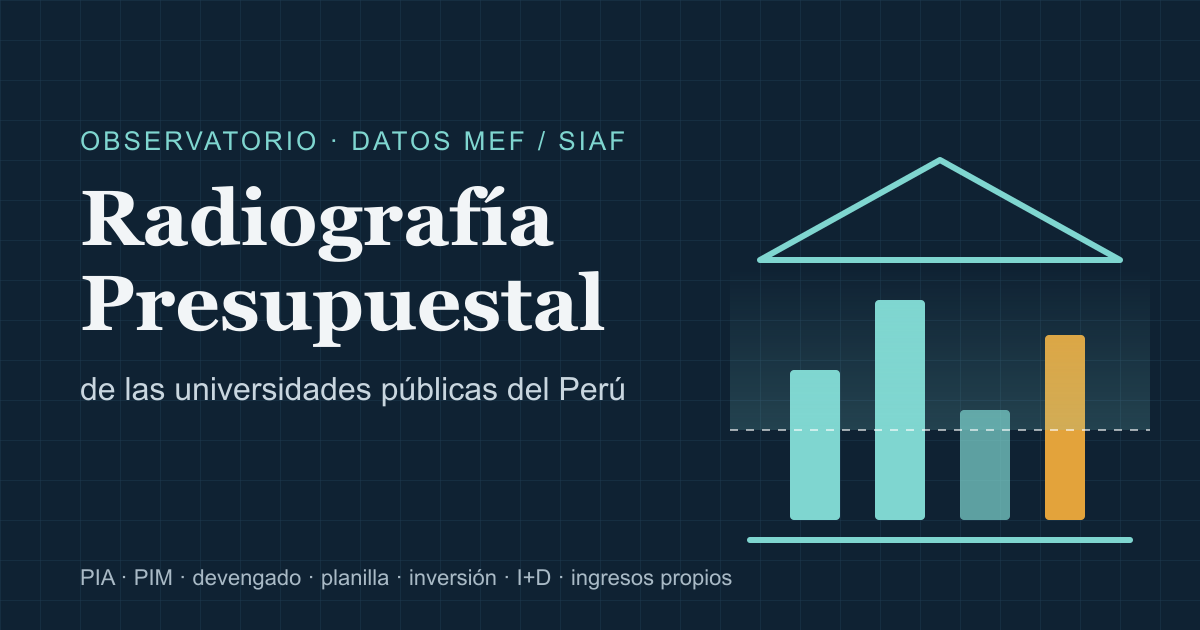 OBSERVATORIO · DATOS MEF / SIAF
Radiografía
Presupuestal
de las universidades públicas del Perú
PIA · PIM · devengado · planilla · inversión · I+D · ingresos propios